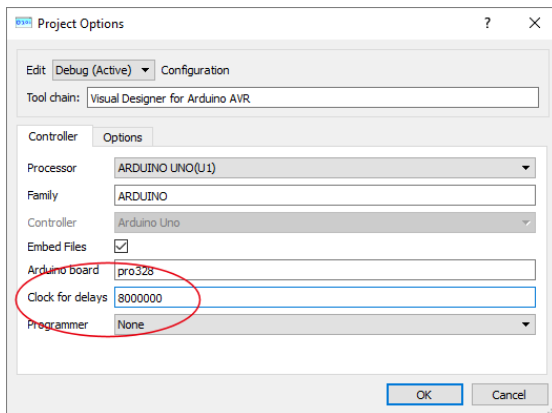 Project Options
Edit Debug (Active) Configuration
Tool chain: Visual Designer for Arduino AVR
Controller Options
Processor ARDUINO UNO(U1)
Family ARDUINO
Controller Arduino Uno
Embed Files
Arduino board pro328
Clock for delays 8000000
Programmer None
OK Cancel